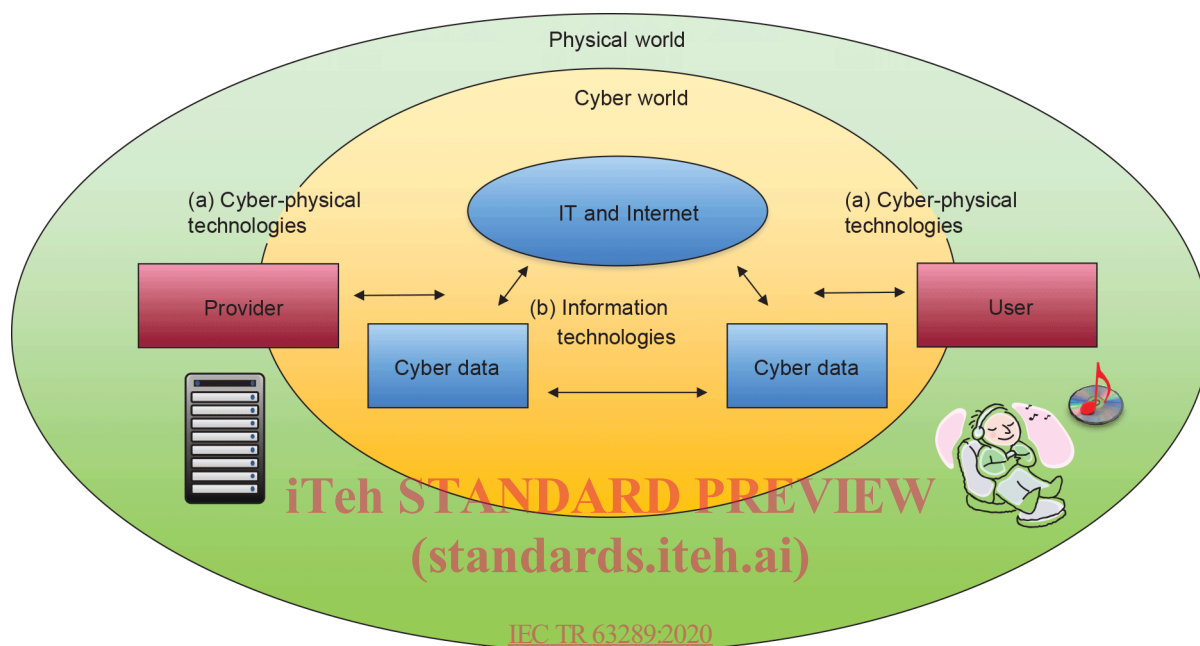 Physical world
Cyber world
(a) Cyber-physical
technologies
IT and Internet
(a) Cyber-physical
technologies
Provider
(b) Information
technologies
User
Cyber data
Cyber data
iTeh STANDARD PREVIEW
(standards.iteh.ai)
IEC TR 63289:2020